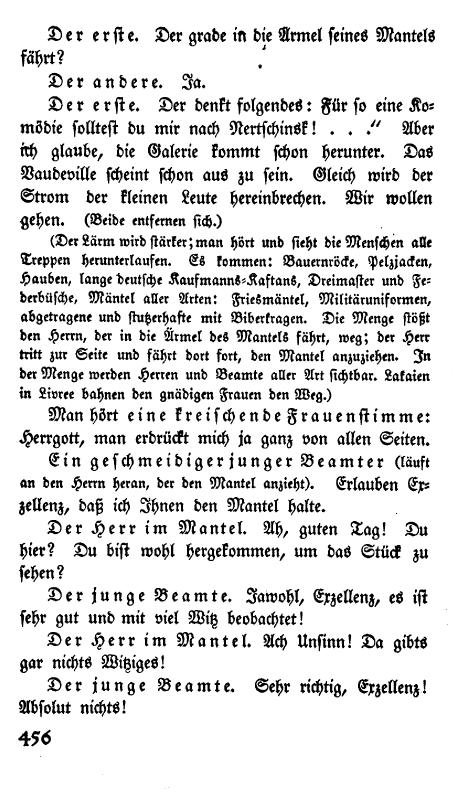 Der erste. Der grade in die Ärmel seines Mantels
fährt?
Der andere. Ja.
Der erste. Der denkt folgendes: Für so eine Ko-
mödie solltest du mir nach Nertschinsk! . . .“ Aber
ich glaube, die Galerie kommt schon herunter. Das
Vaudeville scheint schon aus zu sein. Gleich wird der
Strom der kleinen Leute hereinbrechen. Wir wollen
gehen. (Beide entfernen sich.)
(Der Lärm wird stärker; man hört und sieht die Menschen alle
Treppen herunterlaufen. Es kommen: Bauernröcke, Pelzjacken,
Hauben, lange deutsche Kaufmanns-Kaftans, Dreimaster und Fe-
derbüsche, Mäntel aller Arten: Friesmäntel, Militäruniformen,
abgetragene und stutzerhafte mit Biberkragen. Die Menge stößt
den Herrn, der in die Ärmel des Mantels fährt, weg; der Herr
tritt zur Seite und fährt dort fort, den Mantel anzuziehen. In
der Menge werden Herren und Beamte aller Art sichtbar. Lakaien
in Livree bahnen den gnädigen Frauen den Weg.)
Man hört eine kreischende Frauenstimme:
Herrgott, man erdrückt mich ja ganz von allen Seiten.
Ein geschmeidiger junger Beamter (läuft
an den Herrn heran, der den Mantel anzieht). Erlauben Ex-
zellenz, daß ich Ihnen den Mantel halte.
Der Herr im Mantel. Ah, guten Tag! Du
hier? Du bist wohl hergekommen, um das Stück zu
sehen?
Der junge Beamte. Jawohl, Exzellenz, es ist
sehr gut und mit viel Witz beobachtet!
Der Herr im Mantel. Ach Unsinn! Da gibts
gar nichts Witziges!
Der junge Beamte. Sehr richtig, Exzellenz!
Absolut nichts!
456